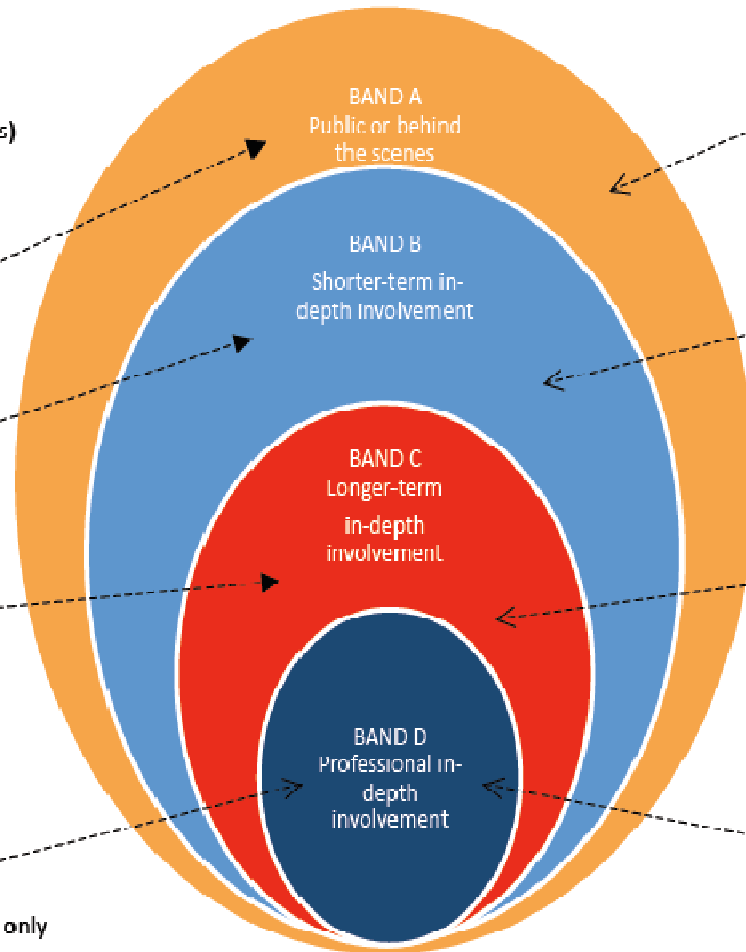 BAND A
Public or behind
the scenes
s)
BAND B
Shorter-term in-
depth involvement
BAND C
Longer-term
in-depth
involvement
BAND D
Professional in-
depth
involvement
only